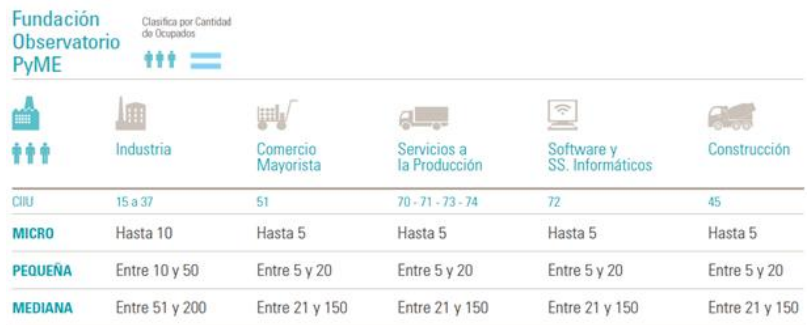 Fundación
Observatorio
PyME
Clasifica por Cantidad
de Ocupados
Industria
Comercio
Mayorista
Servicios a
la Producción
Software y
SS. Informáticos
Construcción
CIIU 15 a 37 51 70 - 71 - 73 - 74 72 45
MICRO Hasta 10 Hasta 5 Hasta 5 Hasta 5 Hasta 5
PEQUEÑA Entre 10 y 50 Entre 5 y 20 Entre 5 y 20 Entre 5 y 20 Entre 5 y 20
MEDIANA Entre 51 y 200 Entre 21 y 150 Entre 21 y 150 Entre 21 y 150 Entre 21 y 150